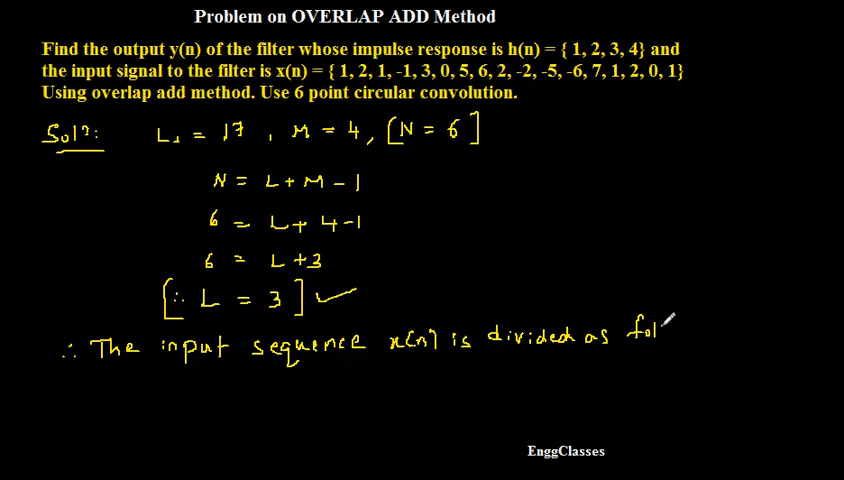 Problem on OVERLAP ADD Method
Find the output y(n) of the filter whose impulse response is h(n) = { 1, 2, 3, 4} and
the input signal to the filter is x(n) = { 1, 2, 1, -1, 3, 0, 5, 6, 2, -2, -5, -6, 7, 1, 2, 0, 1}
Using overlap add method. Use 6 point circular convolution.
Soln: L₁ = 17, M = 4, [N = 6]
N = L + M - 1
6 = L + 4 - 1
6 = L + 3
[∴ L = 3] ✓
∴ The input sequence x(n) is divided as fol
EnggClasses